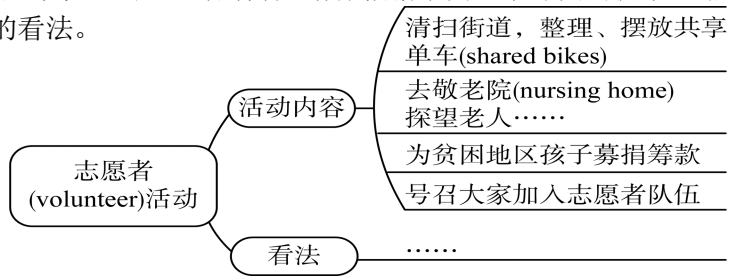 的看法。
清扫街道，整理、摆放共享
单车(shared bikes)
去敬老院(nursing home)
探望老人……
为贫困地区孩子募捐筹款
号召大家加入志愿者队伍
活动内容
志愿者
(volunteer)活动
看法
……